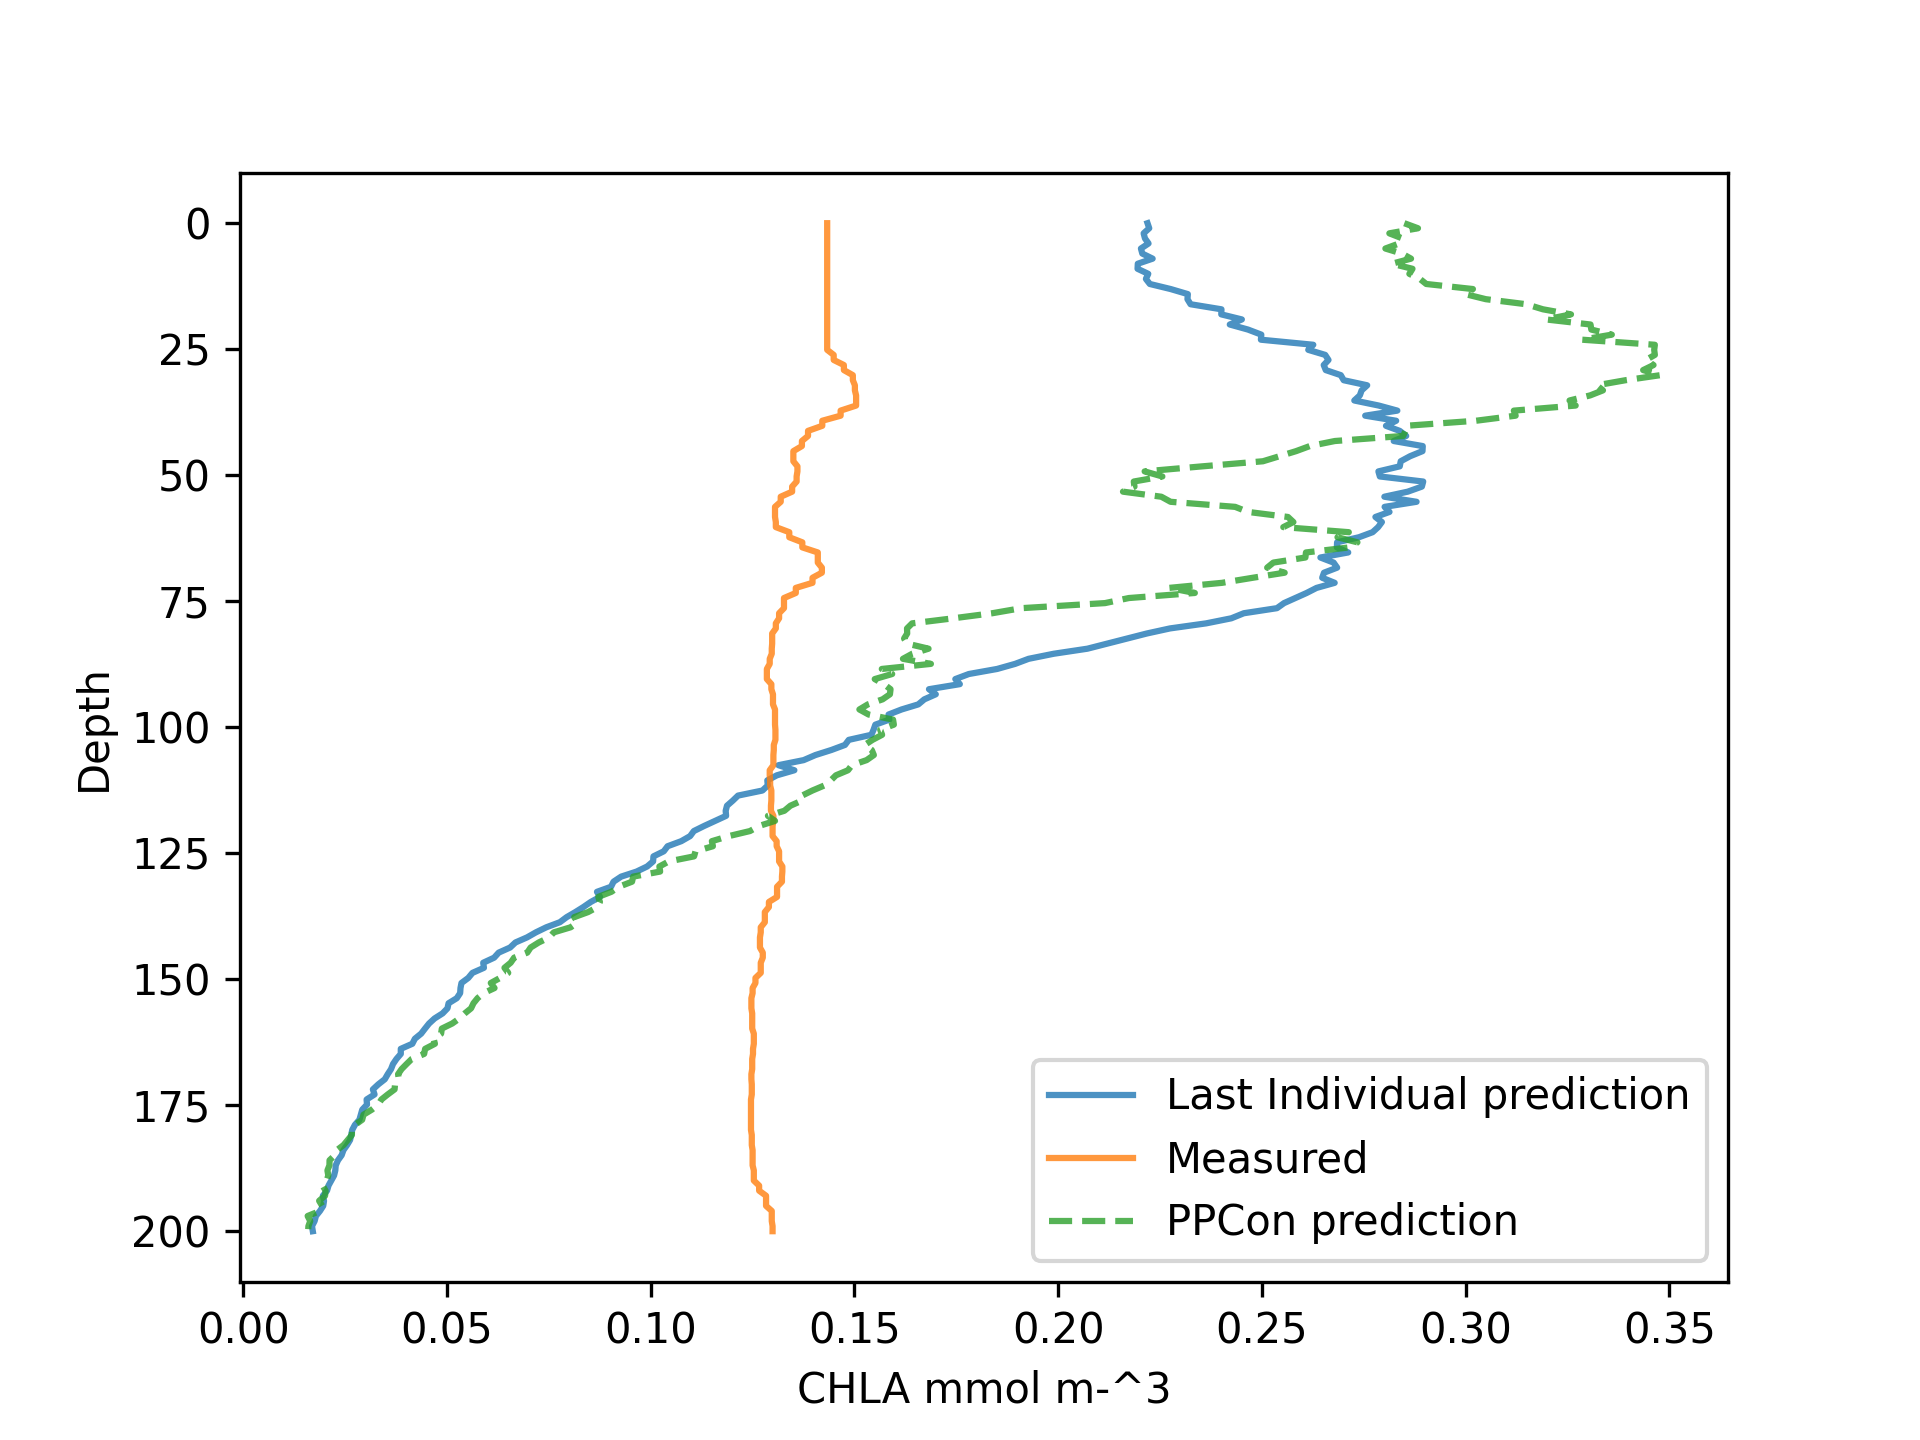 0
25
50
75
100
125
150
175
200
Depth
0.00 0.05 0.10 0.15 0.20 0.25 0.30 0.35
CHLA mmol m-^3
Last Individual prediction
Measured
PPCon prediction